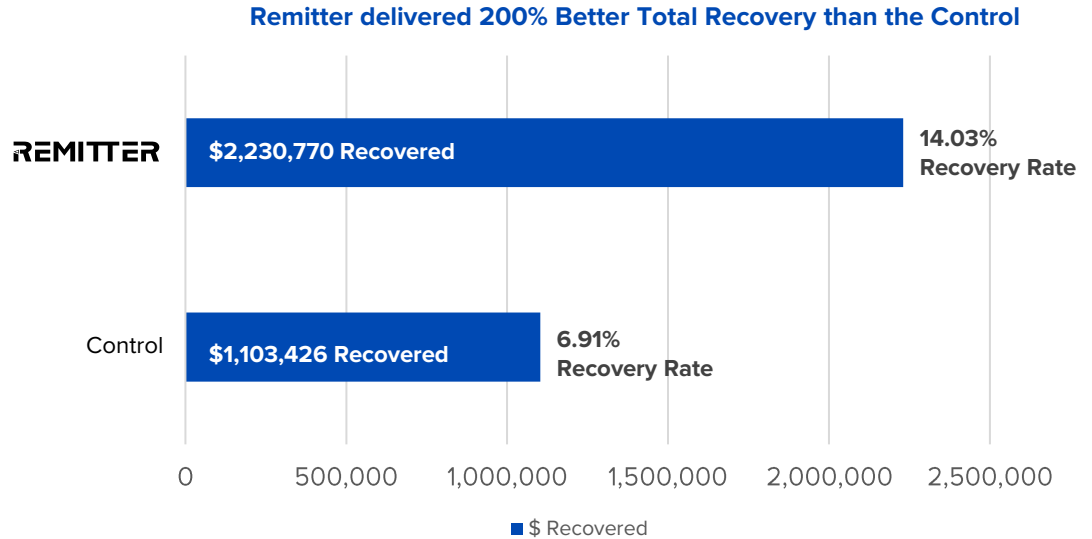 Remitter delivered 200% Better Total Recovery than the Control
REMITTER
$2,230,770 Recovered
14.03%
Recovery Rate
Control
$1,103,426 Recovered
6.91%
Recovery Rate
0
500,000
1,000,000
1,500,000
2,000,000
2,500,000
$ Recovered